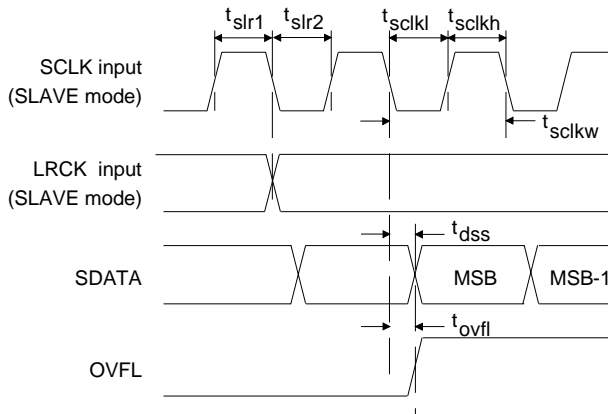 tslr1 tslr2 tsclkl tsclkh
SCLK input
(SLAVE mode)
tsclkw
LRCK input
(SLAVE mode)
tdss
SDATA MSB MSB-1
tovfl
OVFL